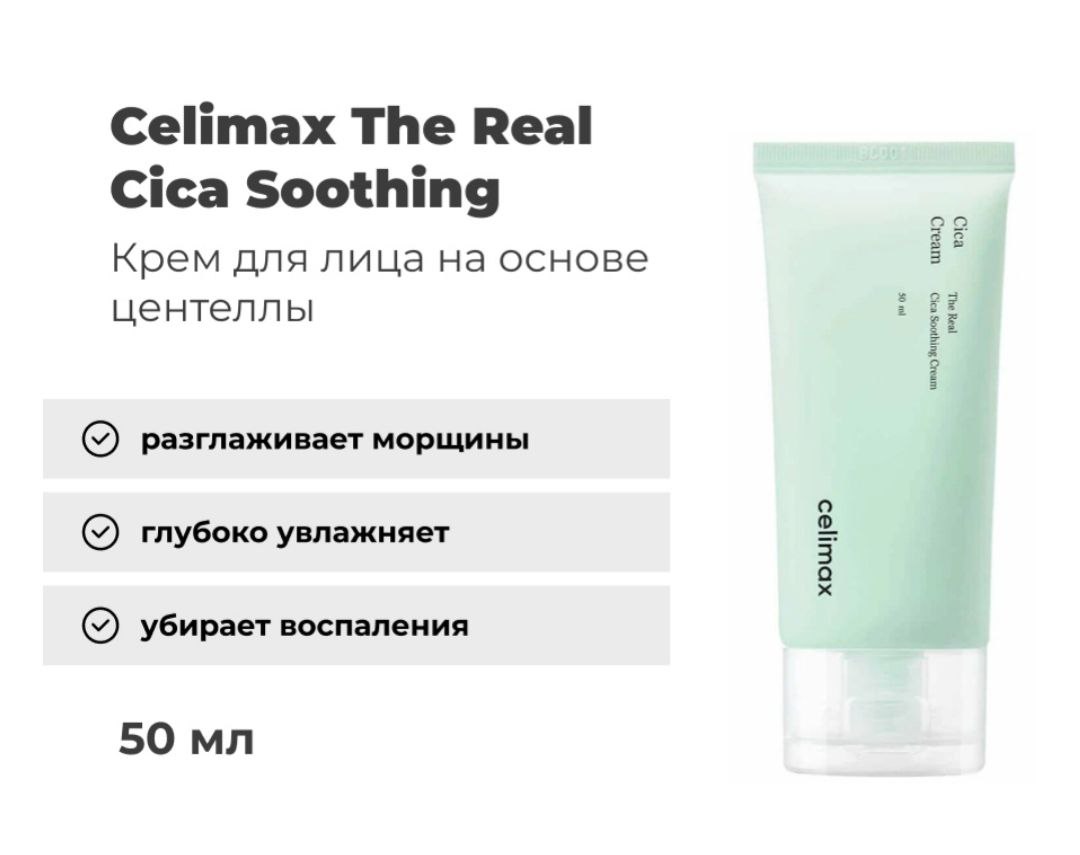 Celimax The Real
Cica Soothing
Крем для лица на основе
центеллы
разглаживает морщины
глубоко увлажняет
убирает воспаления
50 мл
Cica
Cream
The Real
Cica Soothing Cream
50 ml
celimax